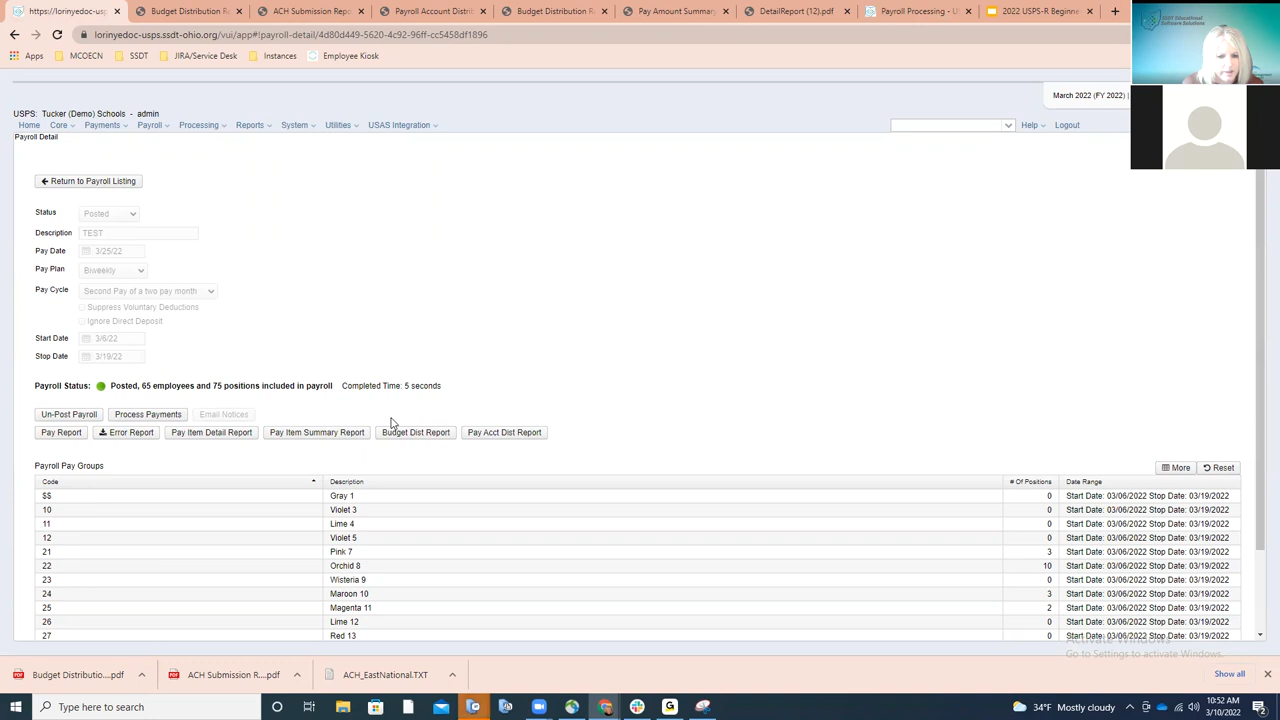 https://lorinyedoc-usp
Budget Distribution Re
ACH Submission Repor
Payroll Account Distrib
Budget Distribution Re
Pay Amount Summary
DetailReport (2).pdf
Payroll Processing - US
2022 USPS-R Beginner
Apps
MCOECN
SSDT
JIRA/Service Desk
Instances
Employee Kiosk
SSDT Educational
Software Solutions
USPS: Tucker (Demo) Schools - admin
March 2022 (FY 2022) |
Home
Core
Payments
Payroll
Processing
Reports
System
Utilities
USAS Integration
Help
Logout
Payroll Detail
Return to Payroll Listing
Status
Posted
Description
TEST
Pay Date
3/25/22
Pay Plan
Biweekly
Pay Cycle
Second Pay of a two pay month
Suppress Voluntary Deductions
Ignore Direct Deposit
Start Date
3/6/22
Stop Date
3/19/22
Payroll Status: Posted, 65 employees and 75 positions included in payroll Completed Time: 5 seconds
Un-Post Payroll
Process Payments
Email Notices
Pay Report
Error Report
Pay Item Detail Report
Pay Item Summary Report
Budget Dist Report
Pay Acct Dist Report
Payroll Pay Groups
More
Reset
Code Description # Of Positions Date Range
$$ Gray 1 0 Start Date: 03/06/2022 Stop Date: 03/19/2022
10 Violet 3 0 Start Date: 03/06/2022 Stop Date: 03/19/2022
11 Lime 4 0 Start Date: 03/06/2022 Stop Date: 03/19/2022
12 Violet 5 0 Start Date: 03/06/2022 Stop Date: 03/19/2022
21 Pink 7 3 Start Date: 03/06/2022 Stop Date: 03/19/2022
22 Orchid 8 10 Start Date: 03/06/2022 Stop Date: 03/19/2022
23 Wisteria 9 0 Start Date: 03/06/2022 Stop Date: 03/19/2022
24 Maroon 10 3 Start Date: 03/06/2022 Stop Date: 03/19/2022
25 Magenta 11 2 Start Date: 03/06/2022 Stop Date: 03/19/2022
26 Lime 12 0 Start Date: 03/06/2022 Stop Date: 03/19/2022
27 Red 13 0 Start Date: 03/06/2022 Stop Date: 03/19/2022
Activate Windows
Go to Settings to activate Windows.
Budget Distributio....pdf
ACH Submission R....pdf
ACH_EastNational.TXT
Show all
Type here to search
34°F Mostly cloudy
10:52 AM
3/10/2022